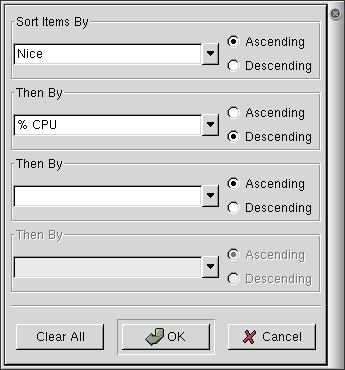 Sort Items By
Nice
Ascending
Descending
Then By
% CPU
Ascending
Descending
Then By
Ascending
Descending
Then By
Ascending
Descending
Clear All
OK
Cancel